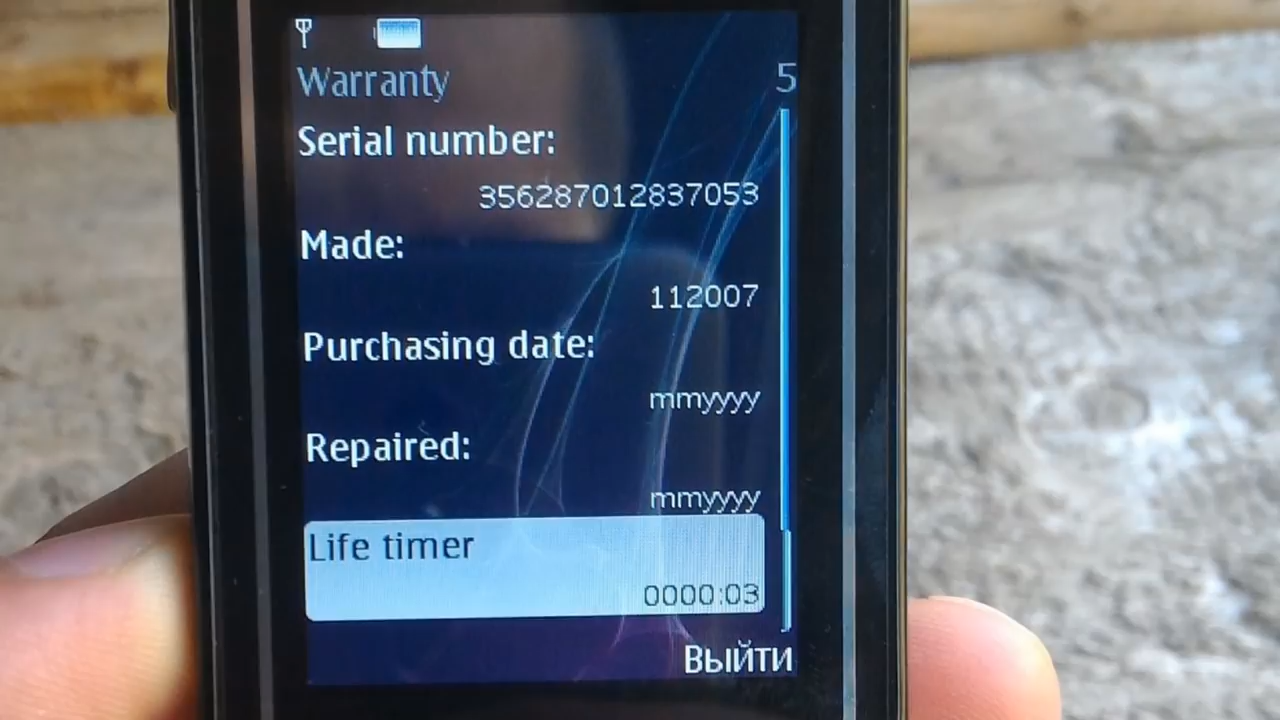 Warranty 5
Serial number:
356287012837053
Made:
112007
Purchasing date:
mmyyyy
Repaired:
mmyyyy
Life timer
0000:03
Выйти